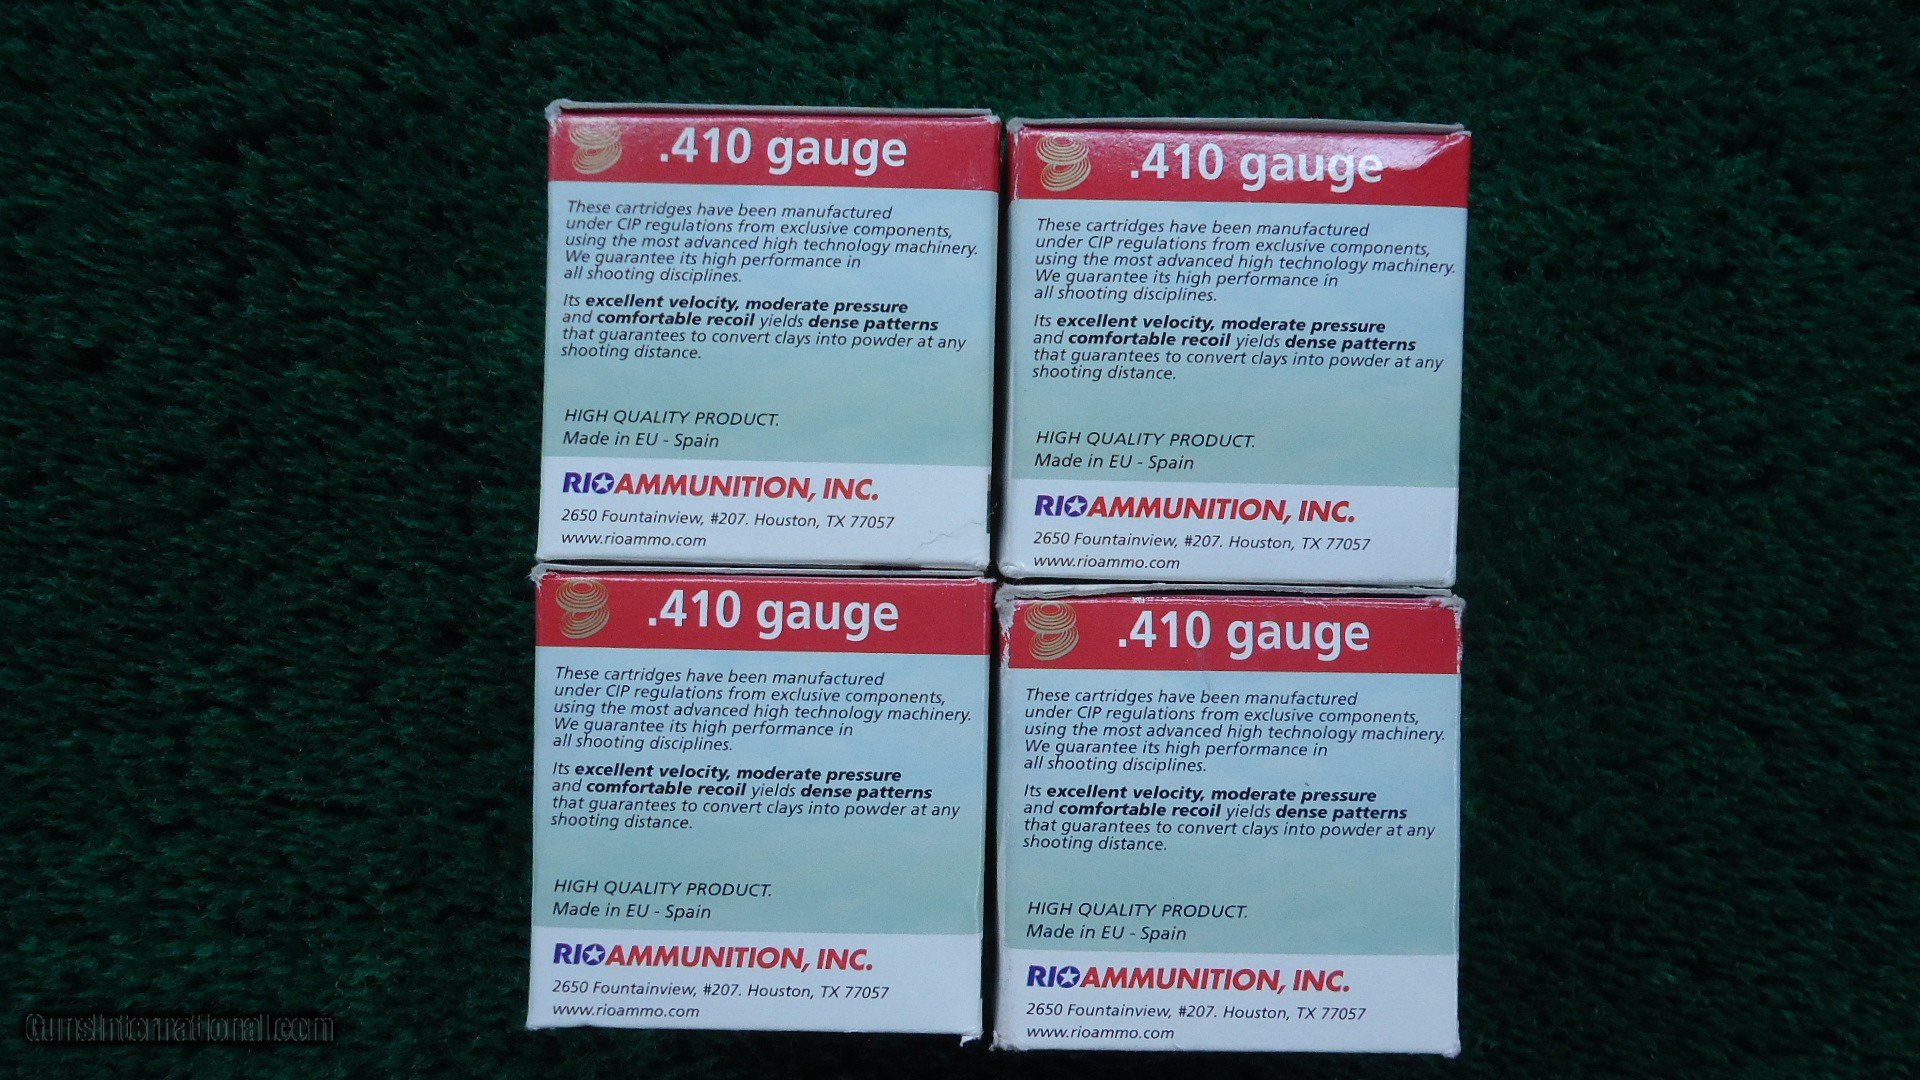 .410 gauge
These cartridges have been manufactured
under CIP regulations from exclusive components,
using the most advanced high technology machinery.
We guarantee its high performance in
all shooting disciplines.
Its excellent velocity, moderate pressure
and comfortable recoil yields dense patterns
that guarantees to convert clays into powder at any
shooting distance.
HIGH QUALITY PRODUCT.
Made in EU - Spain
RIOAMMUNITION, INC.
2650 Fountainview, #207. Houston, TX 77057
www.rioammo.com
.410 gauge
These cartridges have been manufactured
under CIP regulations from exclusive components,
using the most advanced high technology machinery.
We guarantee its high performance in
all shooting disciplines.
Its excellent velocity, moderate pressure
and comfortable recoil yields dense patterns
that guarantees to convert clays into powder at any
shooting distance.
HIGH QUALITY PRODUCT.
Made in EU - Spain
RIOAMMUNITION, INC.
2650 Fountainview, #207. Houston, TX 77057
www.rioammo.com
.410 gauge
These cartridges have been manufactured
under CIP regulations from exclusive components,
using the most advanced high technology machinery.
We guarantee its high performance in
all shooting disciplines.
Its excellent velocity, moderate pressure
and comfortable recoil yields dense patterns
that guarantees to convert clays into powder at any
shooting distance.
HIGH QUALITY PRODUCT.
Made in EU - Spain
RIOAMMUNITION, INC.
2650 Fountainview, #207. Houston, TX 77057
www.rioammo.com
.410 gauge
These cartridges have been manufactured
under CIP regulations from exclusive components,
using the most advanced high technology machinery.
We guarantee its high performance in
all shooting disciplines.
Its excellent velocity, moderate pressure
and comfortable recoil yields dense patterns
that guarantees to convert clays into powder at any
shooting distance.
HIGH QUALITY PRODUCT.
Made in EU - Spain
RIOAMMUNITION, INC.
2650 Fountainview, #207. Houston, TX 77057
www.rioammo.com
GunsInternational.com